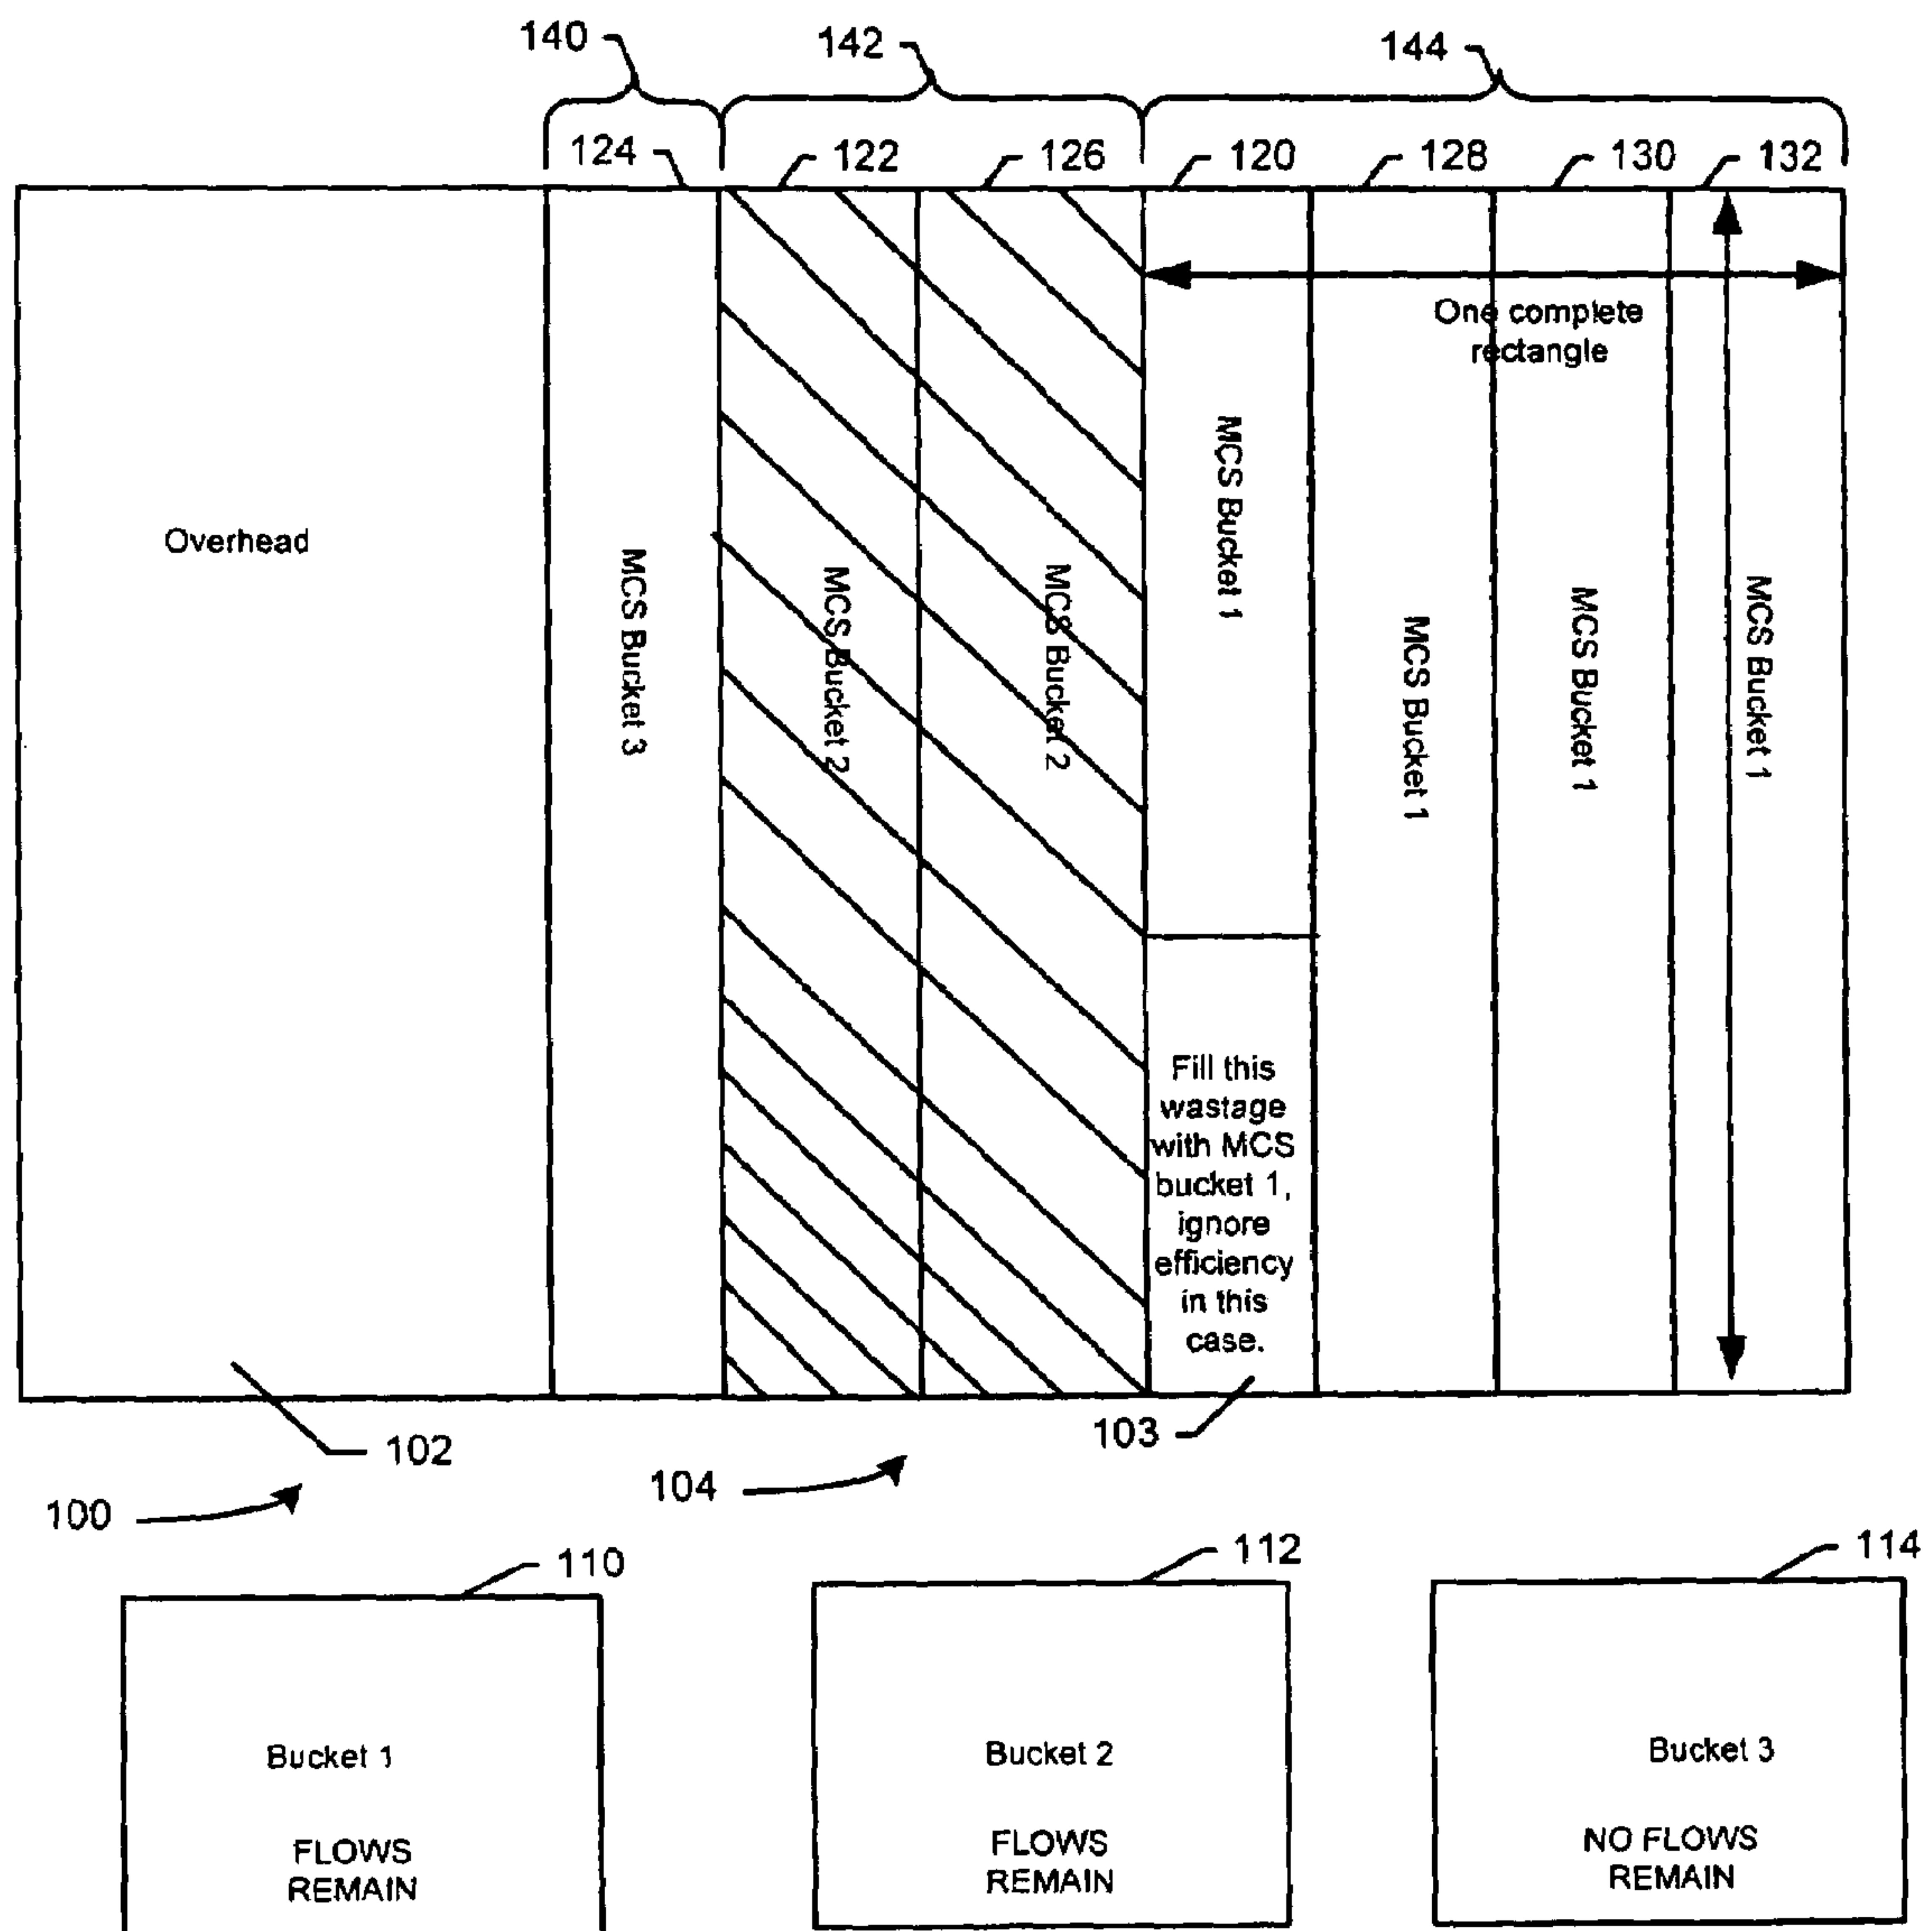 140
142
144
124
122
126
120
128
130
132
One complete
rectangle
Overhead
MCS Bucket 3
MCS Bucket 2
MCS Bucket 2
MCS Bucket 1
MCS Bucket 1
MCS Bucket 1
MCS Bucket 1
Fill this
wastage
with MCS
bucket 1,
ignore
efficiency
in this
case.
102
103
104
100
110
112
114
Bucket 1
FLOWS
REMAIN
Bucket 2
FLOWS
REMAIN
Bucket 3
NO FLOWS
REMAIN